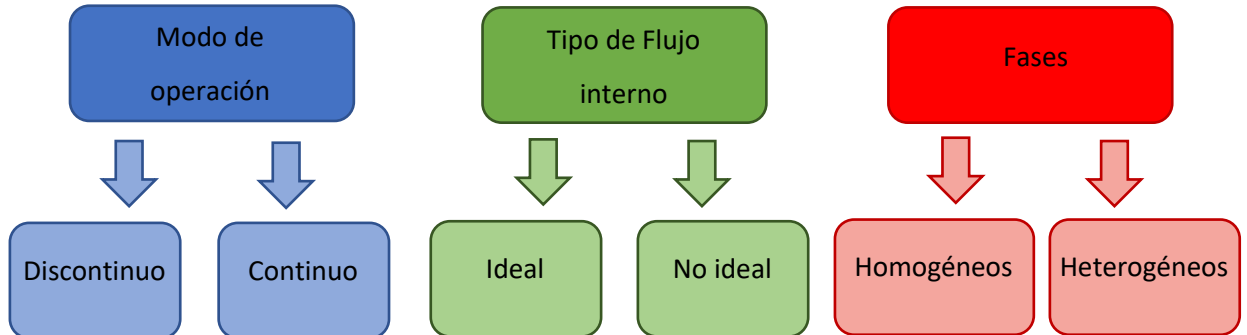 Modo de
operación
Tipo de Flujo
interno
Fases
Discontinuo
Continuo
Ideal
No ideal
Homogéneos
Heterogéneos